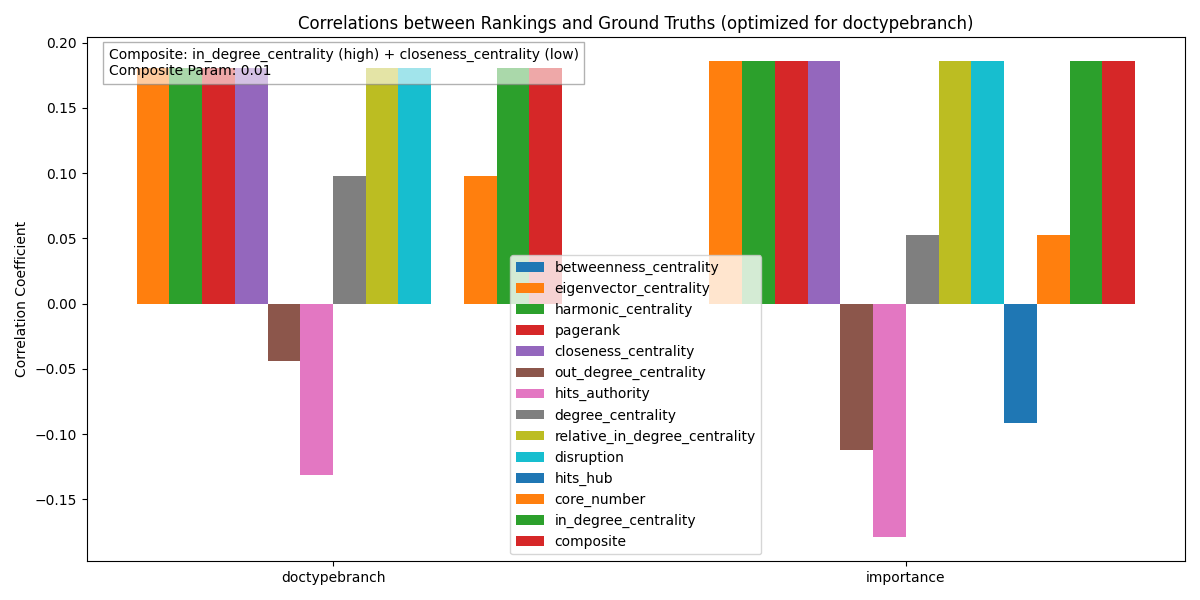 Correlations between Rankings and Ground Truths (optimized for doctypebranch)
Composite: in_degree_centrality (high) + closeness_centrality (low)
Composite Param: 0.01
Correlation Coefficient
0.20
0.15
0.10
0.05
0.00
−0.05
−0.10
−0.15
betweenness_centrality
eigenvector_centrality
harmonic_centrality
pagerank
closeness_centrality
out_degree_centrality
hits_authority
degree_centrality
relative_in_degree_centrality
disruption
hits_hub
core_number
in_degree_centrality
composite
doctypebranch
importance